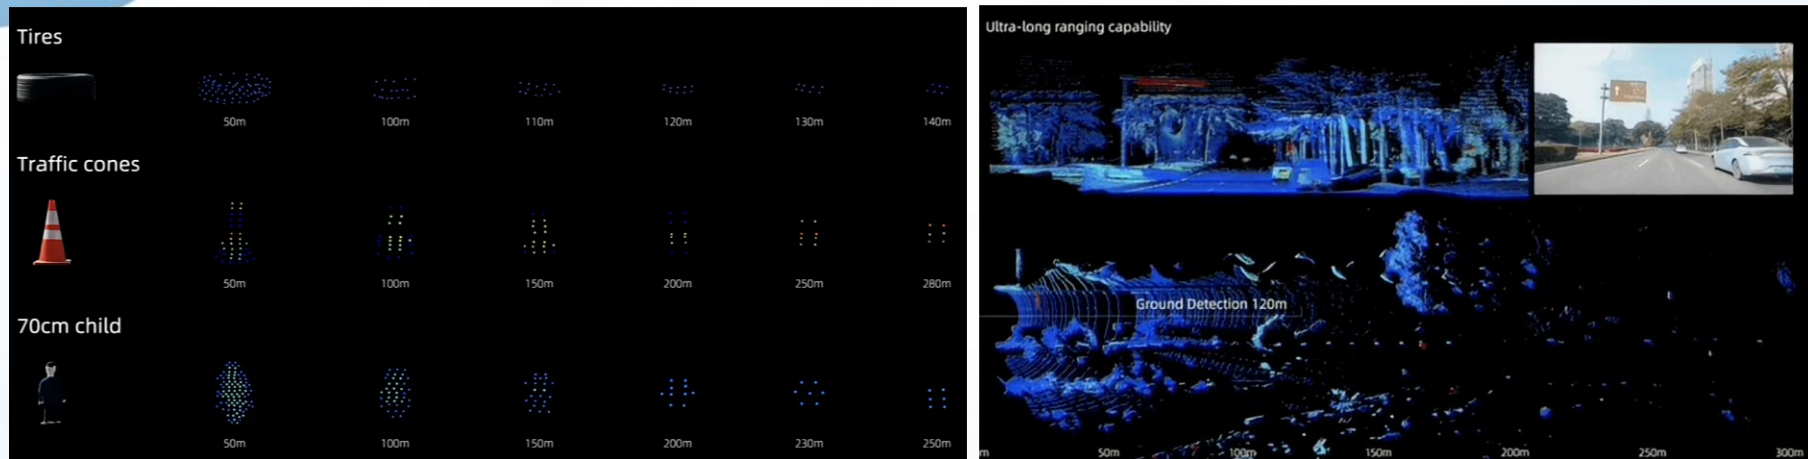 Tires
50m 100m 110m 120m 130m 140m
Traffic cones
50m 100m 150m 200m 250m 280m
70cm child
50m 100m 150m 200m 230m 250m
Ultra-long ranging capability
Ground Detection 120m
m 50m 100m 150m 200m 250m 300m